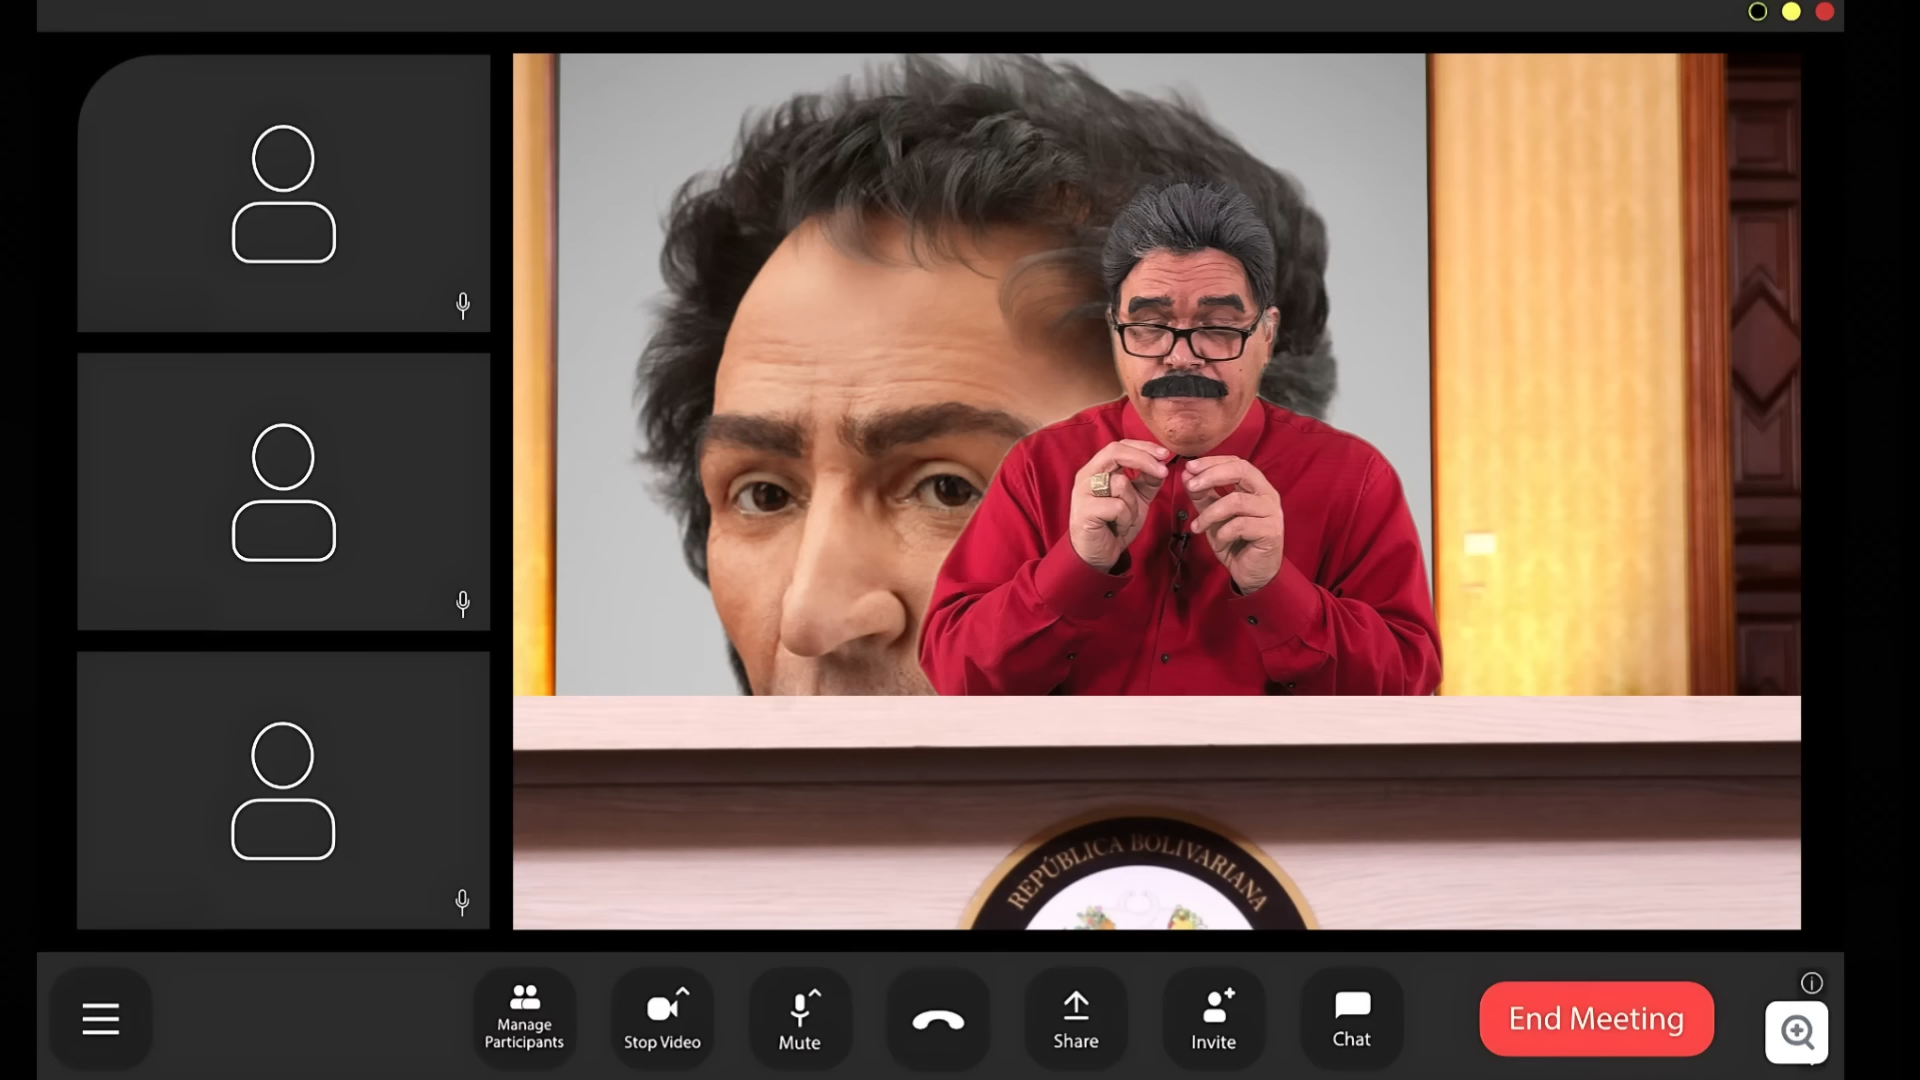 REPÚBLICA BOLIVARIANA
Manage
Participants
Stop Video
Mute
Share
Invite
Chat
End Meeting